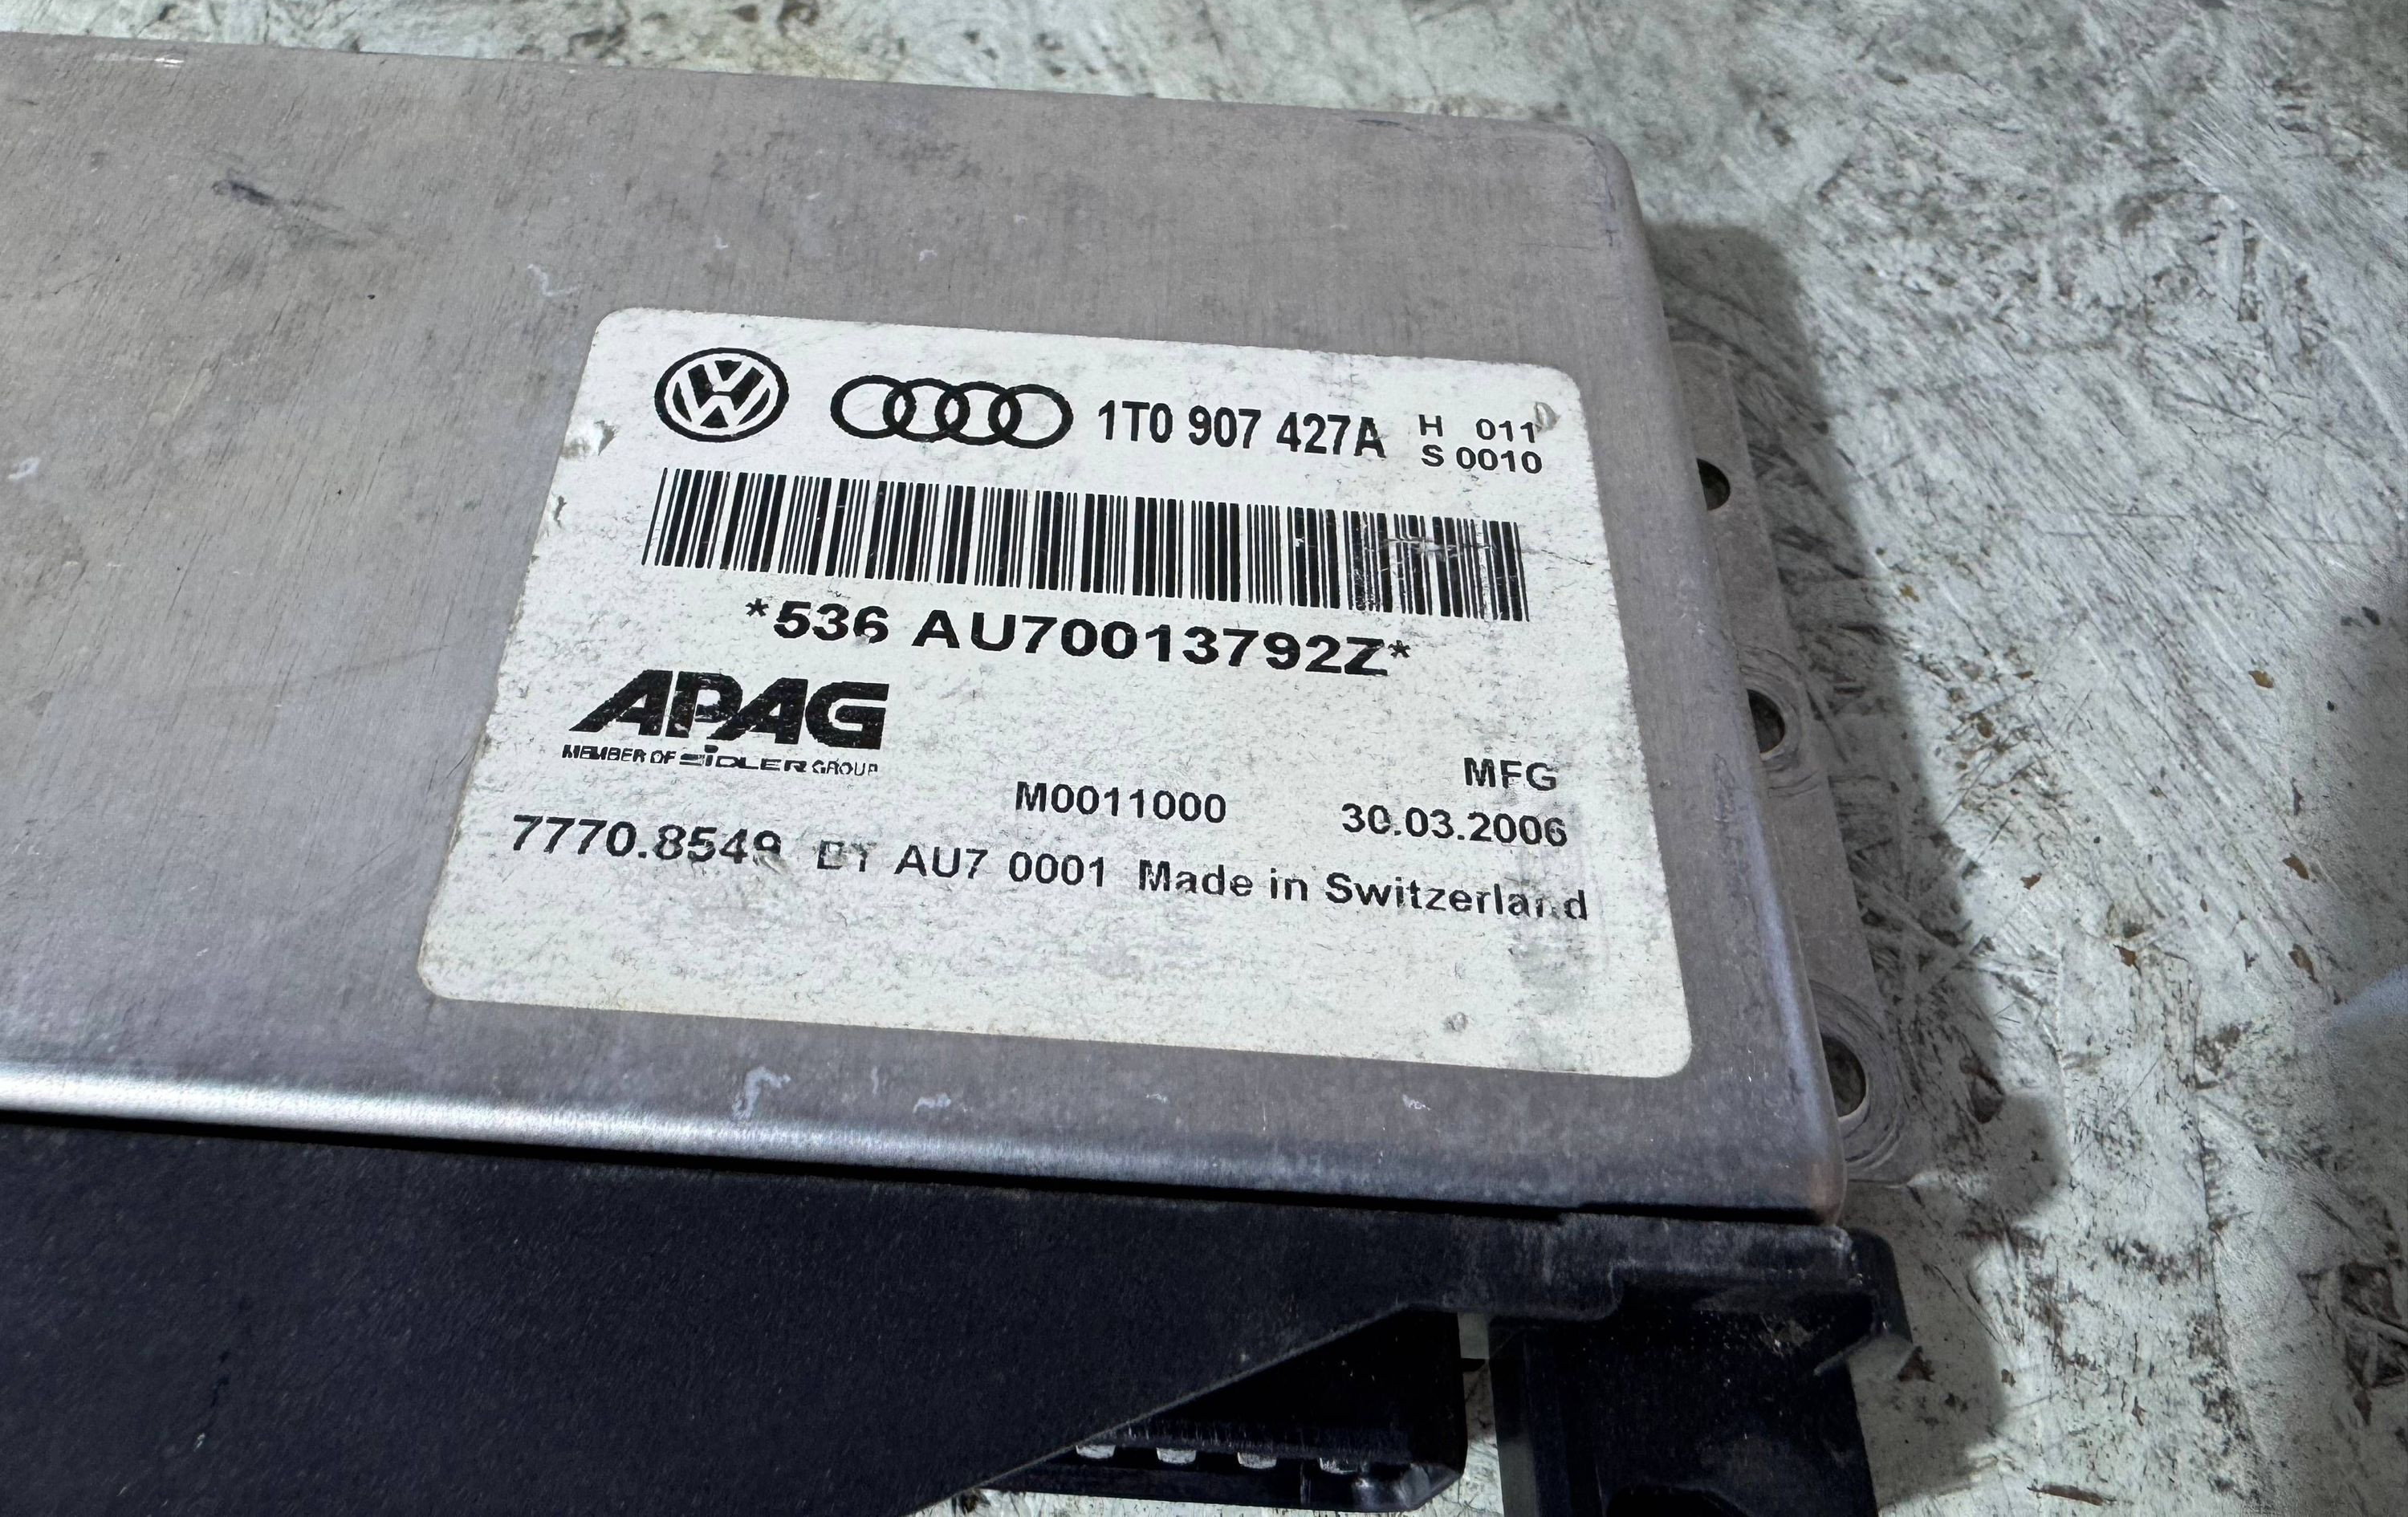 1T0 907 427A H 011
S 0010
*536 AU70013792Z*
APAG
MEMBER OF SIDLER GROUP
MFG
M0011000 30.03.2006
7770.8549 AU7 0001 Made in Switzerland